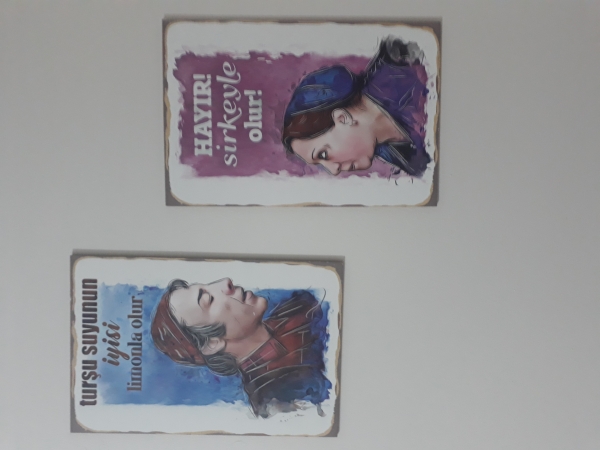 turşu suyunun
iyisi
limonla olur
HAYIR!
sirkeyle
olur!